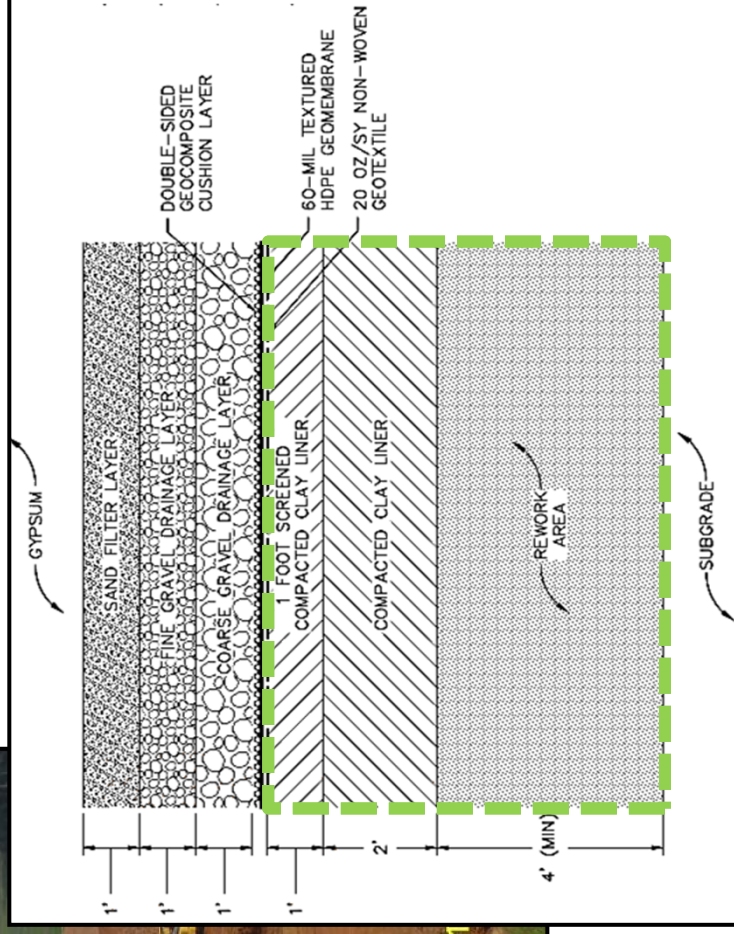 GYPSUM
SAND FILTER LAYER
FINE GRAVEL DRAINAGE LAYER
COARSE GRAVEL DRAINAGE LAYER
1 FOOT SCREENED
COMPACTED CLAY LINER
COMPACTED CLAY LINER
REWORK
AREA
SUBGRADE
DOUBLE-SIDED
GEOCOMPOSITE
CUSHION LAYER
60-MIL TEXTURED
HDPE GEOMEMBRANE
20 OZ/SY NON-WOVEN
GEOTEXTILE
1'
1'
1'
1'
2'
4' (MIN)